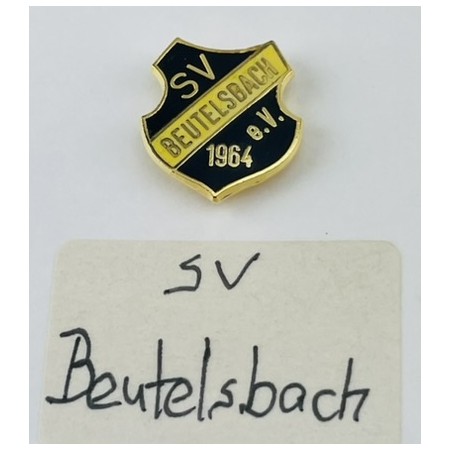 SV
BEUTELSBACH
e.V.
1964
SV
Beutelsbach